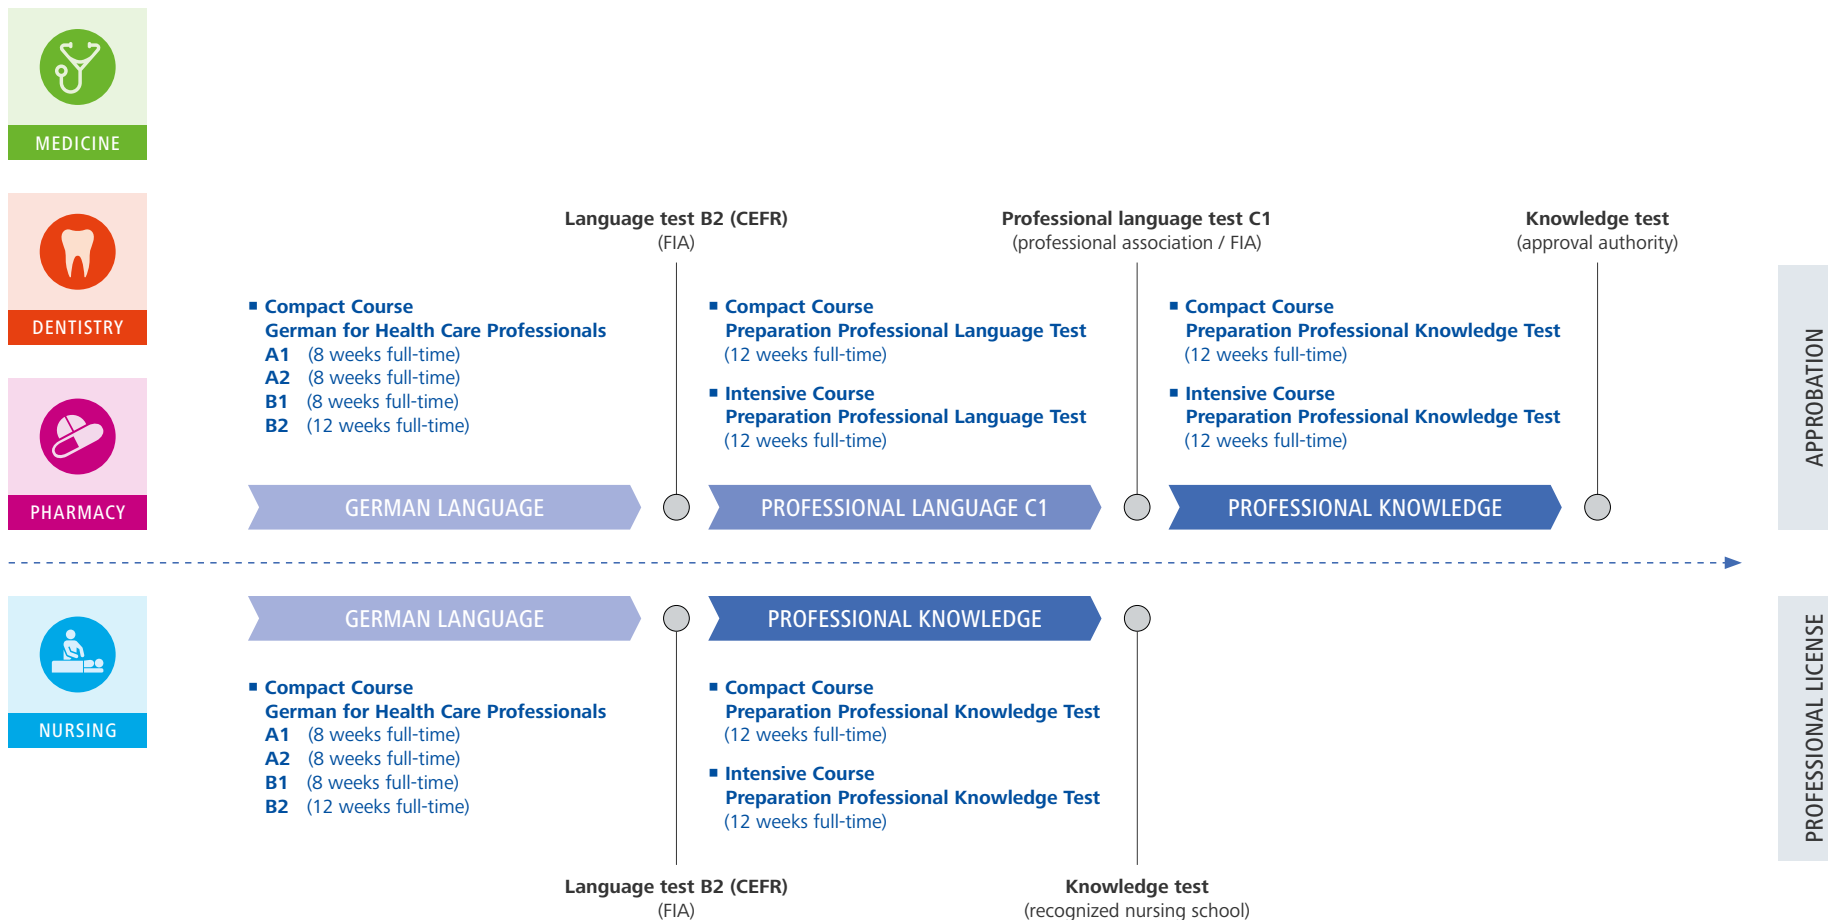 MEDICINE
DENTISTRY
PHARMACY
Language test B2 (CEFR)
(FIA)
Professional language test C1
(professional association / FIA)
Knowledge test
(approval authority)
▪ Compact Course
German for Health Care Professionals
A1 (8 weeks full-time)
A2 (8 weeks full-time)
B1 (8 weeks full-time)
B2 (12 weeks full-time)
▪ Compact Course
Preparation Professional Language Test
(12 weeks full-time)
▪ Intensive Course
Preparation Professional Language Test
(12 weeks full-time)
▪ Compact Course
Preparation Professional Knowledge Test
(12 weeks full-time)
▪ Intensive Course
Preparation Professional Knowledge Test
(12 weeks full-time)
GERMAN LANGUAGE
PROFESSIONAL LANGUAGE C1
PROFESSIONAL KNOWLEDGE
APPROBATION
NURSING
GERMAN LANGUAGE
PROFESSIONAL KNOWLEDGE
▪ Compact Course
German for Health Care Professionals
A1 (8 weeks full-time)
A2 (8 weeks full-time)
B1 (8 weeks full-time)
B2 (12 weeks full-time)
▪ Compact Course
Preparation Professional Knowledge Test
(12 weeks full-time)
▪ Intensive Course
Preparation Professional Knowledge Test
(12 weeks full-time)
Language test B2 (CEFR)
(FIA)
Knowledge test
(recognized nursing school)
PROFESSIONAL LICENSE